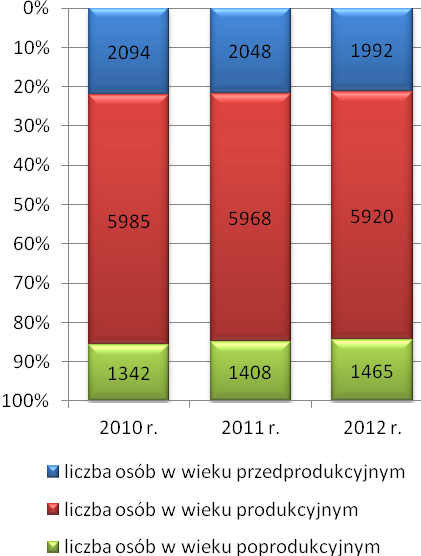 0%
10%
20%
30%
40%
50%
60%
70%
80%
90%
100%
2094 2048 1992
5985 5968 5920
1342 1408 1465
2010 r. 2011 r. 2012 r.
liczba osób w wieku przedprodukcyjnym
liczba osób w wieku produkcyjnym
liczba osób w wieku poprodukcyjnym